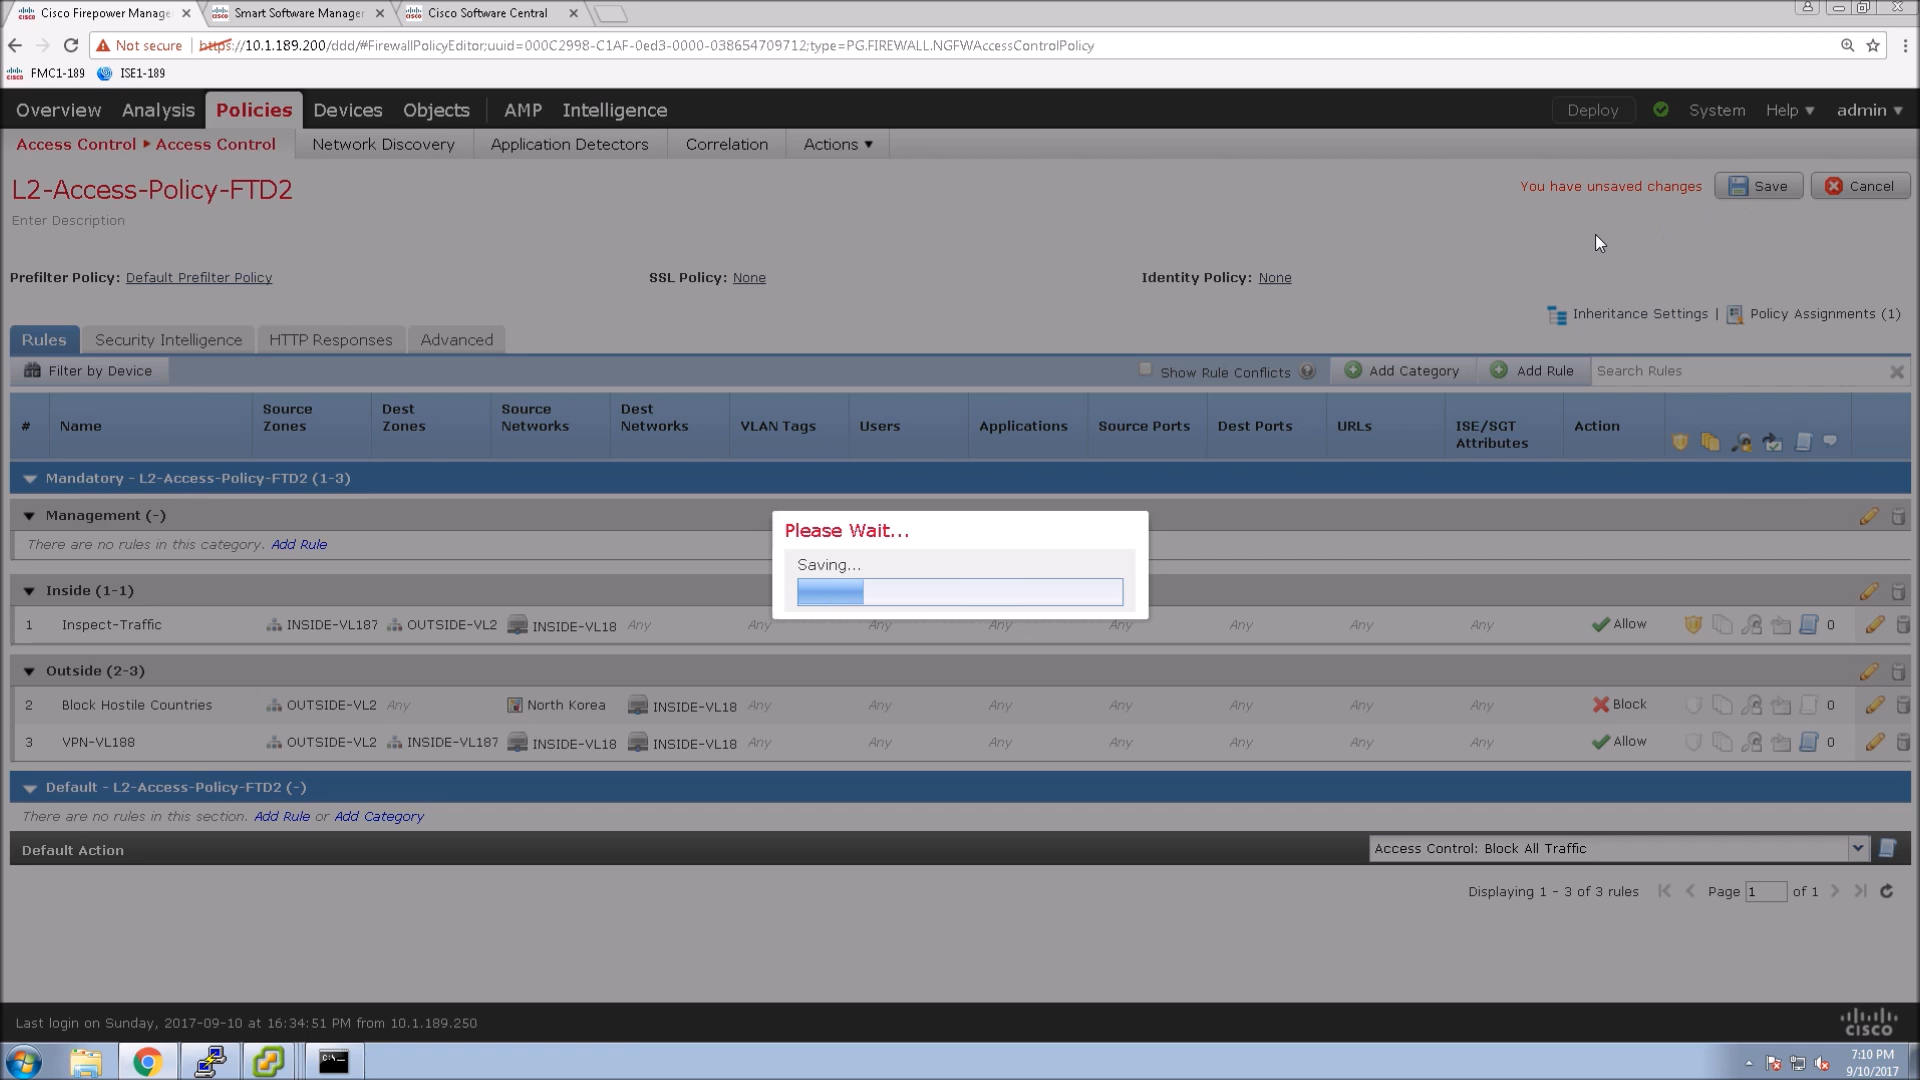 Cisco Firepower Manage
Smart Software Manager
Cisco Software Central
Not secure | https://10.1.189.200/ddd/#FirewallPolicyEditor;uuid=000C2998-C1AF-0ed3-0000-038654709712;type=PG.FIREWALL.NGFWAccessControlPolicy
FMC1-189 ISE1-189
Overview Analysis Policies Devices Objects AMP Intelligence Deploy System Help admin
Access Control Access Control Network Discovery Application Detectors Correlation Actions
L2-Access-Policy-FTD2
You have unsaved changes Save Cancel
Enter Description
Prefilter Policy: Default Prefilter Policy SSL Policy: None Identity Policy: None
Inheritance Settings | Policy Assignments (1)
Rules Security Intelligence HTTP Responses Advanced
Filter by Device Show Rule Conflicts Add Category Add Rule Search Rules
# Name Source Zones Dest Zones Source Networks Dest Networks VLAN Tags Users Applications Source Ports Dest Ports URLs ISE/SGT Attributes Action
Mandatory - L2-Access-Policy-FTD2 (1-3)
Management (-)
There are no rules in this category. Add Rule
Please Wait...
Saving...
Inside (1-1)
1 Inspect-Traffic INSIDE-VL187 OUTSIDE-VL2 INSIDE-VL18 Any Any Any Any Any Any Any Any Allow 0
Outside (2-3)
2 Block Hostile Countries OUTSIDE-VL2 Any North Korea INSIDE-VL18 Any Any Any Any Any Any Any Block 0
3 VPN-VL188 OUTSIDE-VL2 INSIDE-VL187 INSIDE-VL18 INSIDE-VL18 Any Any Any Any Any Any Any Allow 0
Default - L2-Access-Policy-FTD2 (-)
There are no rules in this section. Add Rule or Add Category
Default Action Access Control: Block All Traffic
Displaying 1 - 3 of 3 rules Page 1 of 1
Last login on Sunday, 2017-09-10 at 16:34:51 PM from 10.1.189.250
CISCO
C:\
7:10 PM
9/10/2017